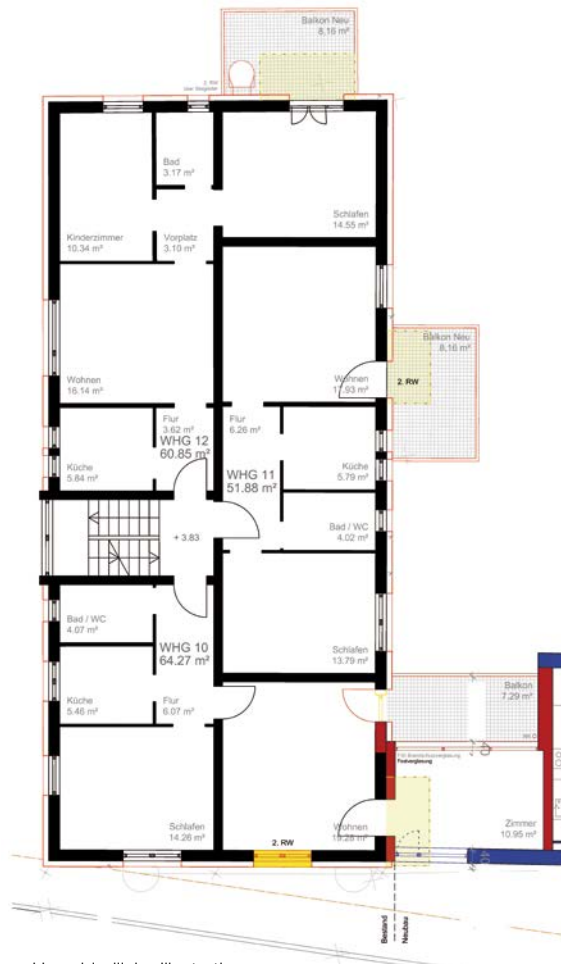 Balkon Neu
8,16 m²
2. RW
Bad
3.17 m²
Kinderzimmer
10.34 m²
Vorplatz
3.10 m²
Schlafen
14.55 m²
Wohnen
16.14 m²
Wohnen
17.93 m²
Balkon Neu
8,16 m²
2. RW
Flur
3.62 m²
WHG 12
60.85 m²
Küche
5.84 m²
Flur
6.26 m²
WHG 11
51.88 m²
Küche
5.79 m²
Bad / WC
4.02 m²
+ 3.83
Schlafen
13.79 m²
Bad / WC
4.07 m²
WHG 10
64.27 m²
Küche
5.46 m²
Flur
6.07 m²
Balkon
7,29 m²
Festverglasung
Schlafen
14.26 m²
2. RW
Wohnen
Zimmer
10.95 m²
Bestand
Neubau